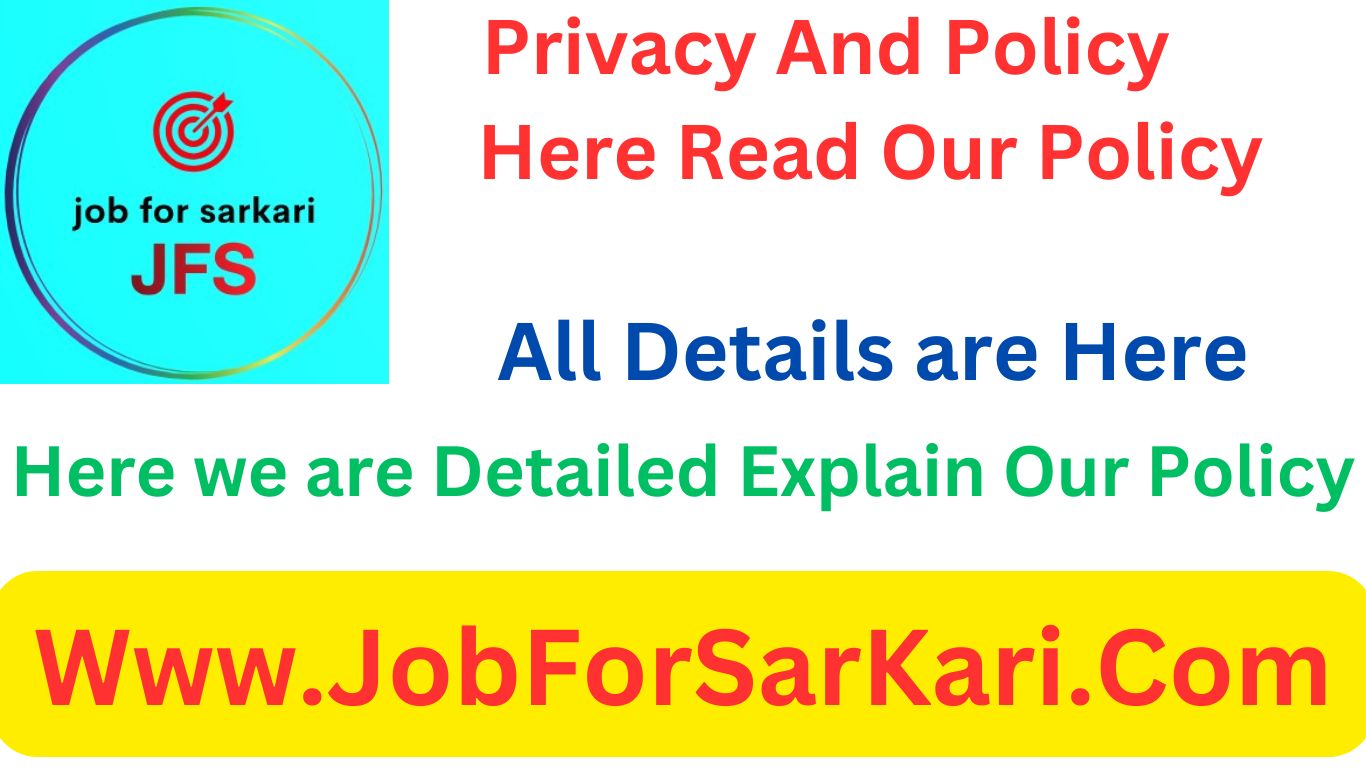 job for sarkari
JFS
Privacy And Policy
Here Read Our Policy
All Details are Here
Here we are Detailed Explain Our Policy
Www.JobForSarKari.Com